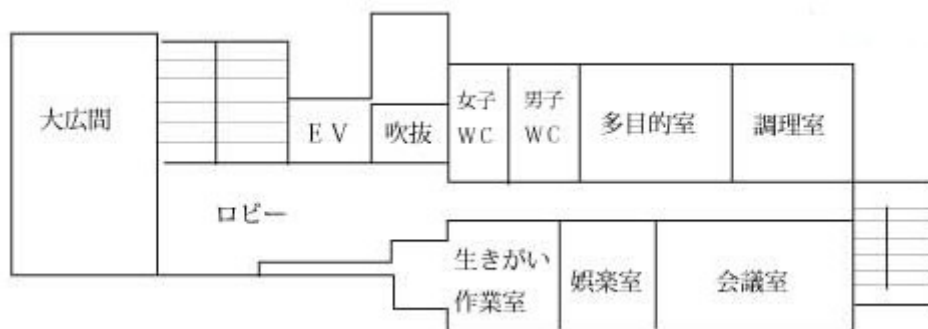 大広間
EV
吹抜
女子
WC
男子
WC
多目的室
調理室
ロビー
生きがい
作業室
娯楽室
会議室